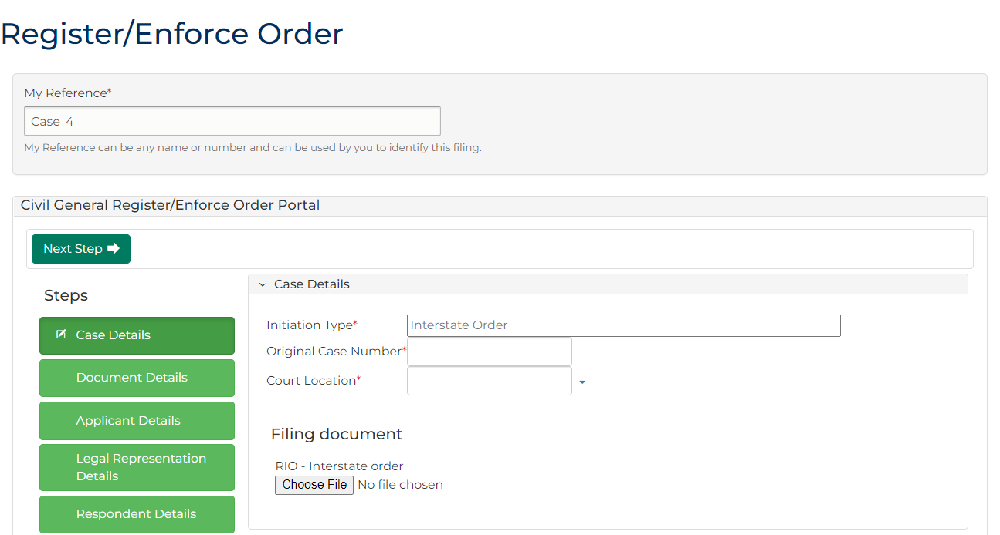 Register/Enforce Order
My Reference*
Case_4
My Reference can be any name or number and can be used by you to identify this filing.
Civil General Register/Enforce Order Portal
Next Step
Steps
Case Details
Document Details
Applicant Details
Legal Representation
Details
Respondent Details
Case Details
Initiation Type* Interstate Order
Original Case Number*
Court Location*
Filing document
RIO - Interstate order
Choose File No file chosen